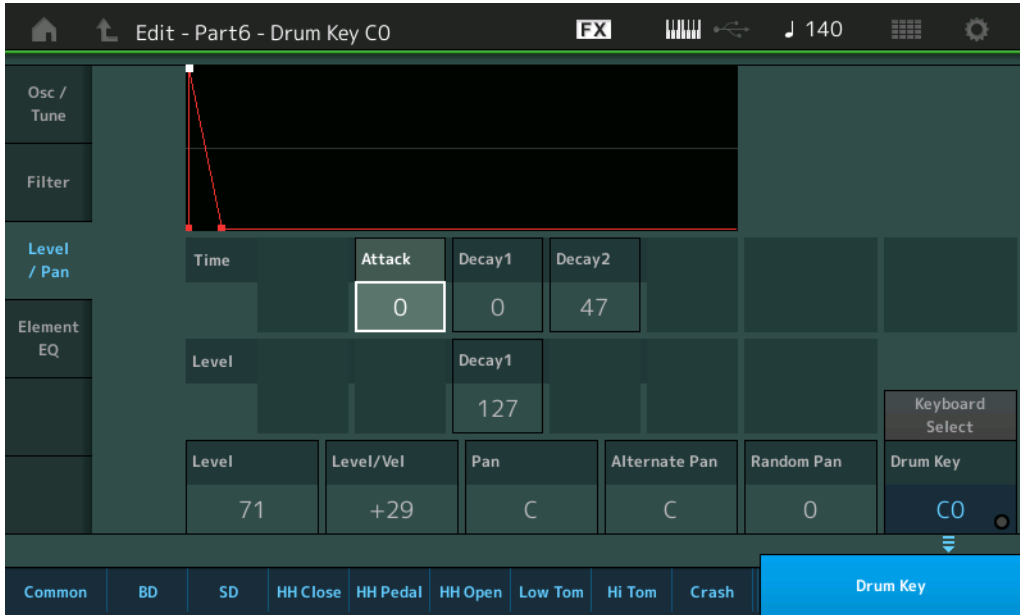 Edit - Part6 - Drum Key C0
FX
♩ 140
Osc /
Tune
Filter
Level
/ Pan
Element
EQ
Time
Attack
Decay1
Decay2
0
0
47
Level
Decay1
127
Keyboard
Select
Level
Level/Vel
Pan
Alternate Pan
Random Pan
Drum Key
71
+29
C
C
0
C0
Common
BD
SD
HH Close
HH Pedal
HH Open
Low Tom
Hi Tom
Crash
Drum Key